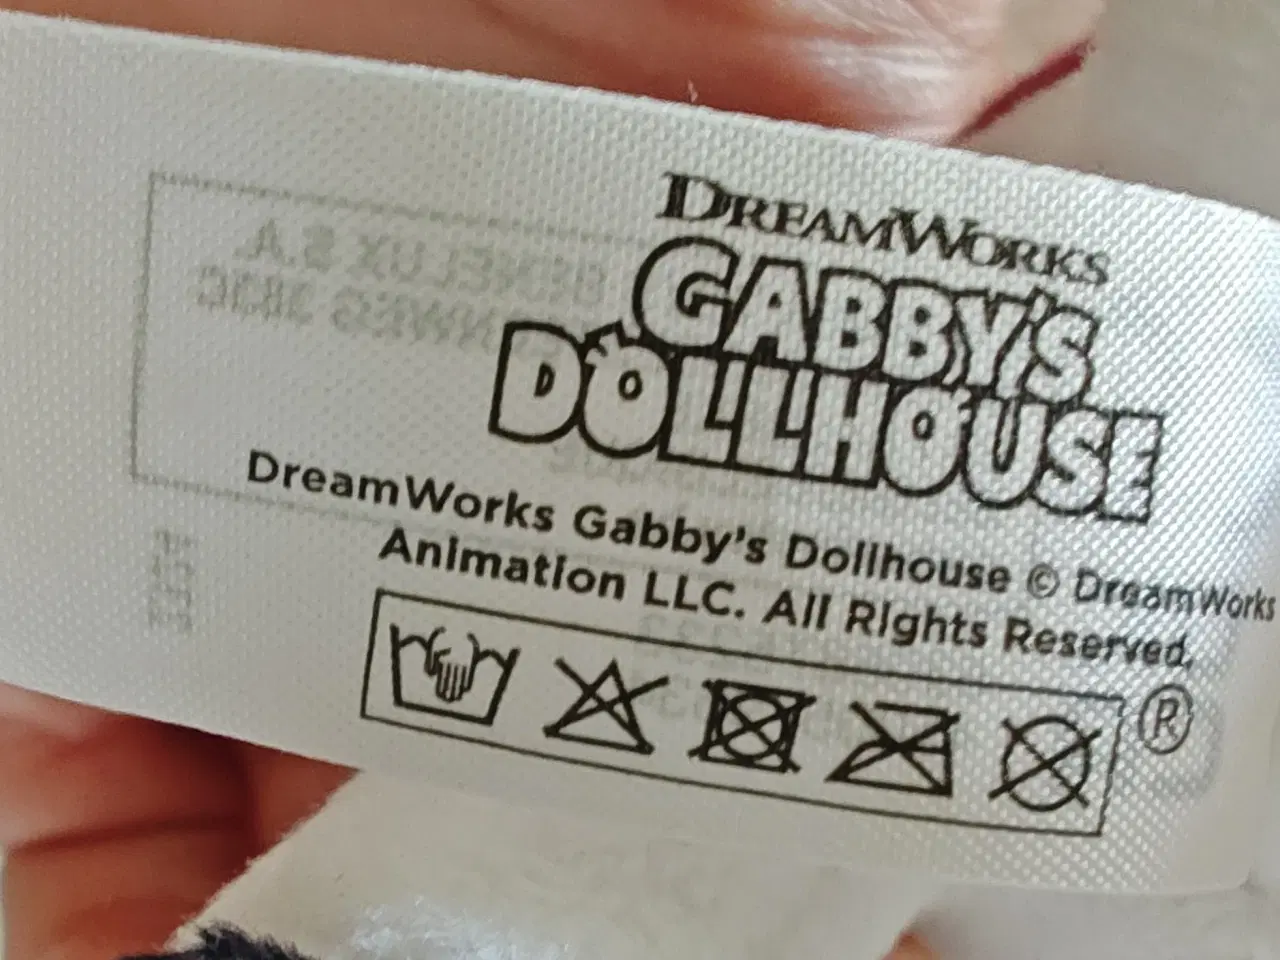 DREAMWORKS
GABBY'S
DOLLHOUSE
DreamWorks Gabby's Dollhouse © DreamWorks
Animation LLC. All Rights Reserved.
®